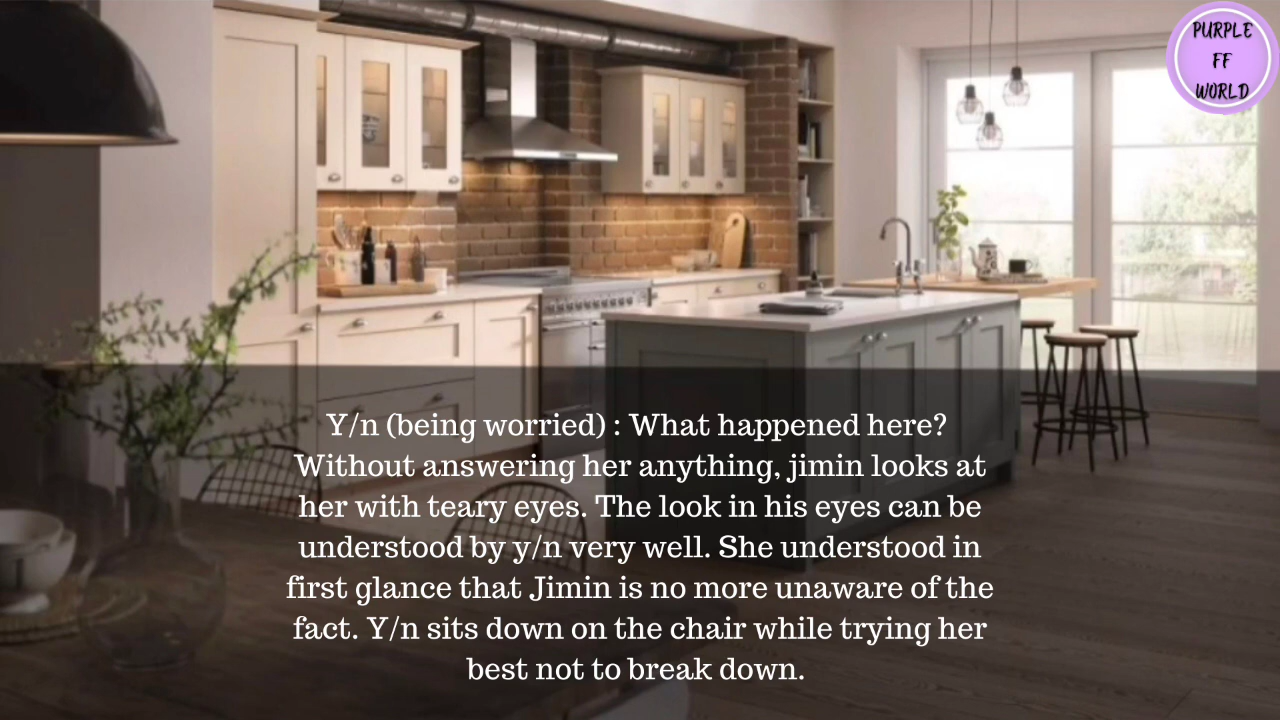 PURPLE
FF
WORLD
Y/n (being worried) : What happened here?
Without answering her anything, jimin looks at
her with teary eyes. The look in his eyes can be
understood by y/n very well. She understood in
first glance that Jimin is no more unaware of the
fact. Y/n sits down on the chair while trying her
best not to break down.